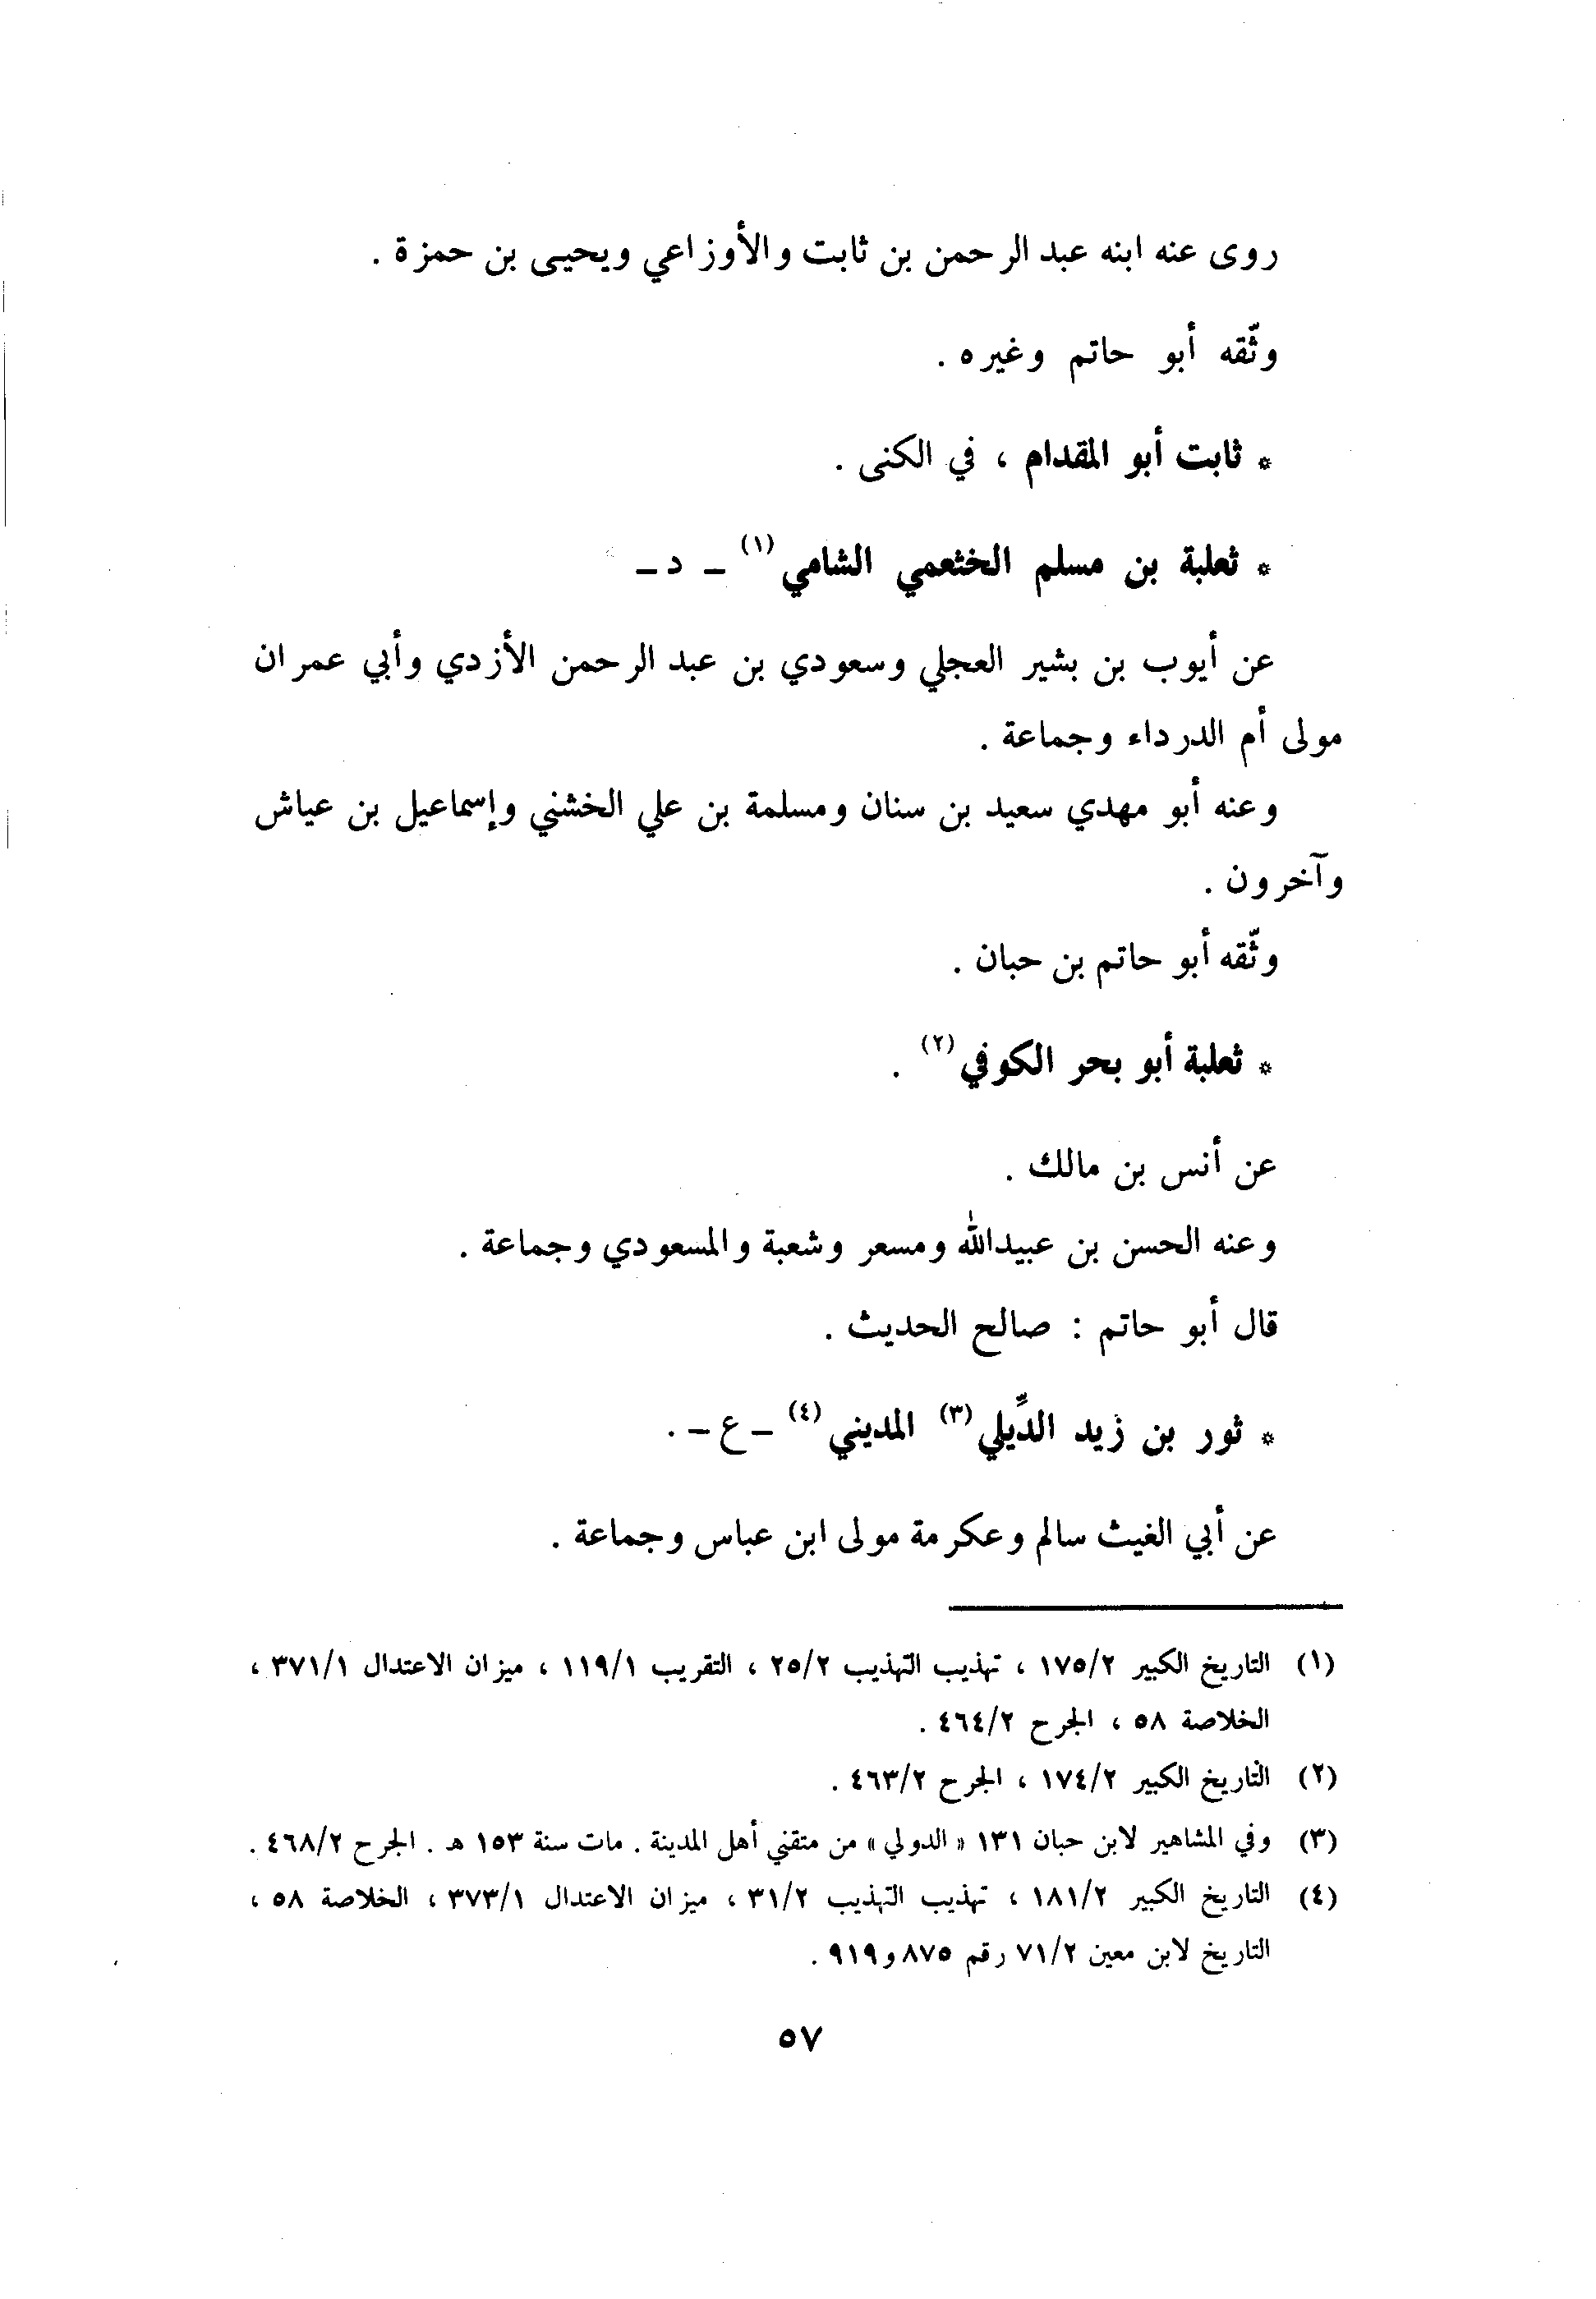 روى عنه ابنه عبد الرحمن بن ثابت والأوزاعي ويحيى بن حمزة .
وثّقه أبو حاتم وغيره .
* ثابت أبو المقدام ، في الكنى .
* ثعلبة بن مسلم الخثعمي الشامي (١) – د –
عن أيوب بن بشير العجلي وسعودي بن عبد الرحمن الأزدي وأبي عمران
مولى أم الدرداء وجماعة .
وعنه أبو مهدي سعيد بن سنان ومسلمة بن علي الخشني وإسماعيل بن عياش
وآخرون .
وثّقه أبو حاتم بن حبان .
* ثعلبة أبو بحر الكوفي (٢) .
عن أنس بن مالك .
وعنه الحسن بن عبيدالله ومسعر وشعبة والمسعودي وجماعة .
قال أبو حاتم : صالح الحديث .
* ثور بن زيد الدِّيلي (٣) المديني (٤) – ع – .
عن أبي الغيث سالم وعكرمة مولى ابن عباس وجماعة .
(١) التاريخ الكبير ١٧٥/٢ ، تهذيب التهذيب ٢٥/٢ ، التقريب ١١٩/١ ، ميزان الاعتدال ٣٧١/١ ،
الخلاصة ٥٨ ، الجرح ٤٦٤/٢ .
(٢) التاريخ الكبير ١٧٤/٢ ، الجرح ٤٦٣/٢ .
(٣) وفي المشاهير لابن حبان ١٣١ « الدولي » من متقني أهل المدينة . مات سنة ١٥٣ هـ . الجرح ٤٦٨/٢ .
(٤) التاريخ الكبير ١٨١/٢ ، تهذيب التهذيب ٣١/٢ ، ميزان الاعتدال ٣٧٣/١ ، الخلاصة ٥٨ ،
التاريخ لابن معين ٧١/٢ رقم ٨٧٥ و٩١٩ .
٥٧